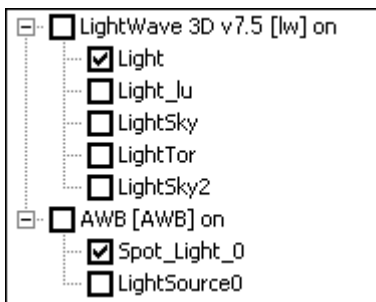 LightWave 3D v7.5 [lw] on
Light
Light_lu
LightSky
LightTor
LightSky2
AWB [AWB] on
Spot_Light_0
LightSource0